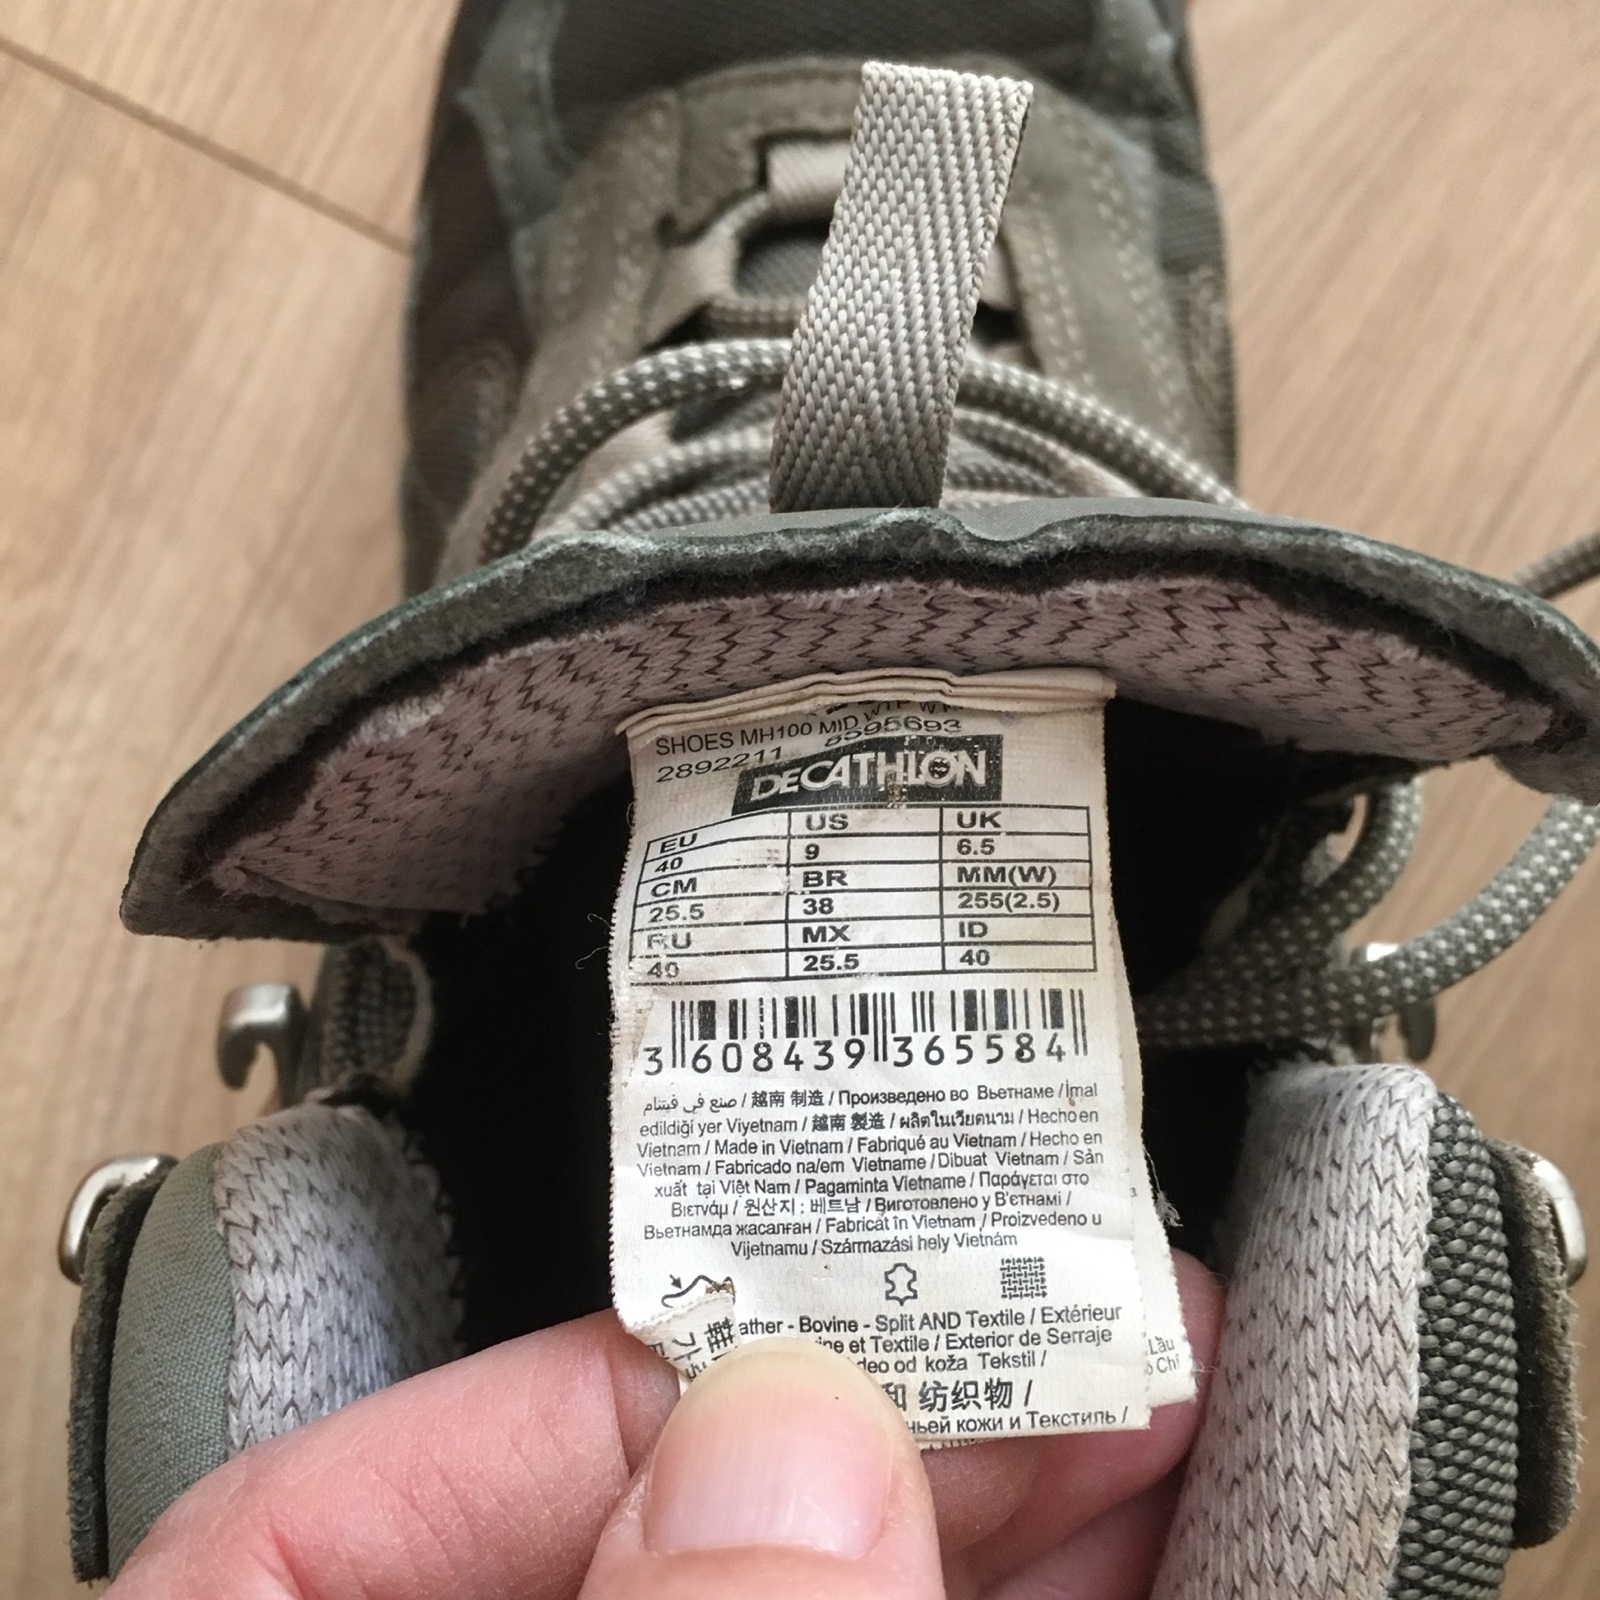 SHOES MH100 MID WTP W
2892211 8595693
DECATHLON
EU US UK
40 9 6.5
CM BR MM(W)
25.5 38 255(2.5)
RU MX ID
40 25.5 40
3 608439 365584
صنع في فيتنام / 越南 制造 / Произведено во Вьетнаме / İmal
edildiği yer Viyetnam / 越南 製造 / ผลิตในเวียดนาม / Hecho en
Vietnam / Made in Vietnam / Fabriqué au Vietnam / Hecho en
Vietnam / Fabricado na/em Vietname / Dibuat Vietnam / Sản
xuất tại Việt Nam / Pagaminta Vietname / Παράγεται στο
Βιετνάμ / 원산지 : 베트남 / Виготовлено у В'єтнамі /
Вьетнамда жасалған / Fabricat în Vietnam / Proizvedeno u
Vijetnamu / Származási hely Vietnám
ather - Bovine - Split AND Textile / Extérieur
ine et Textile / Exterior de Serraje
deo od koža Tekstil /
和 纺织物 /
чьей кожи и Текстиль /
Lầu
Chí